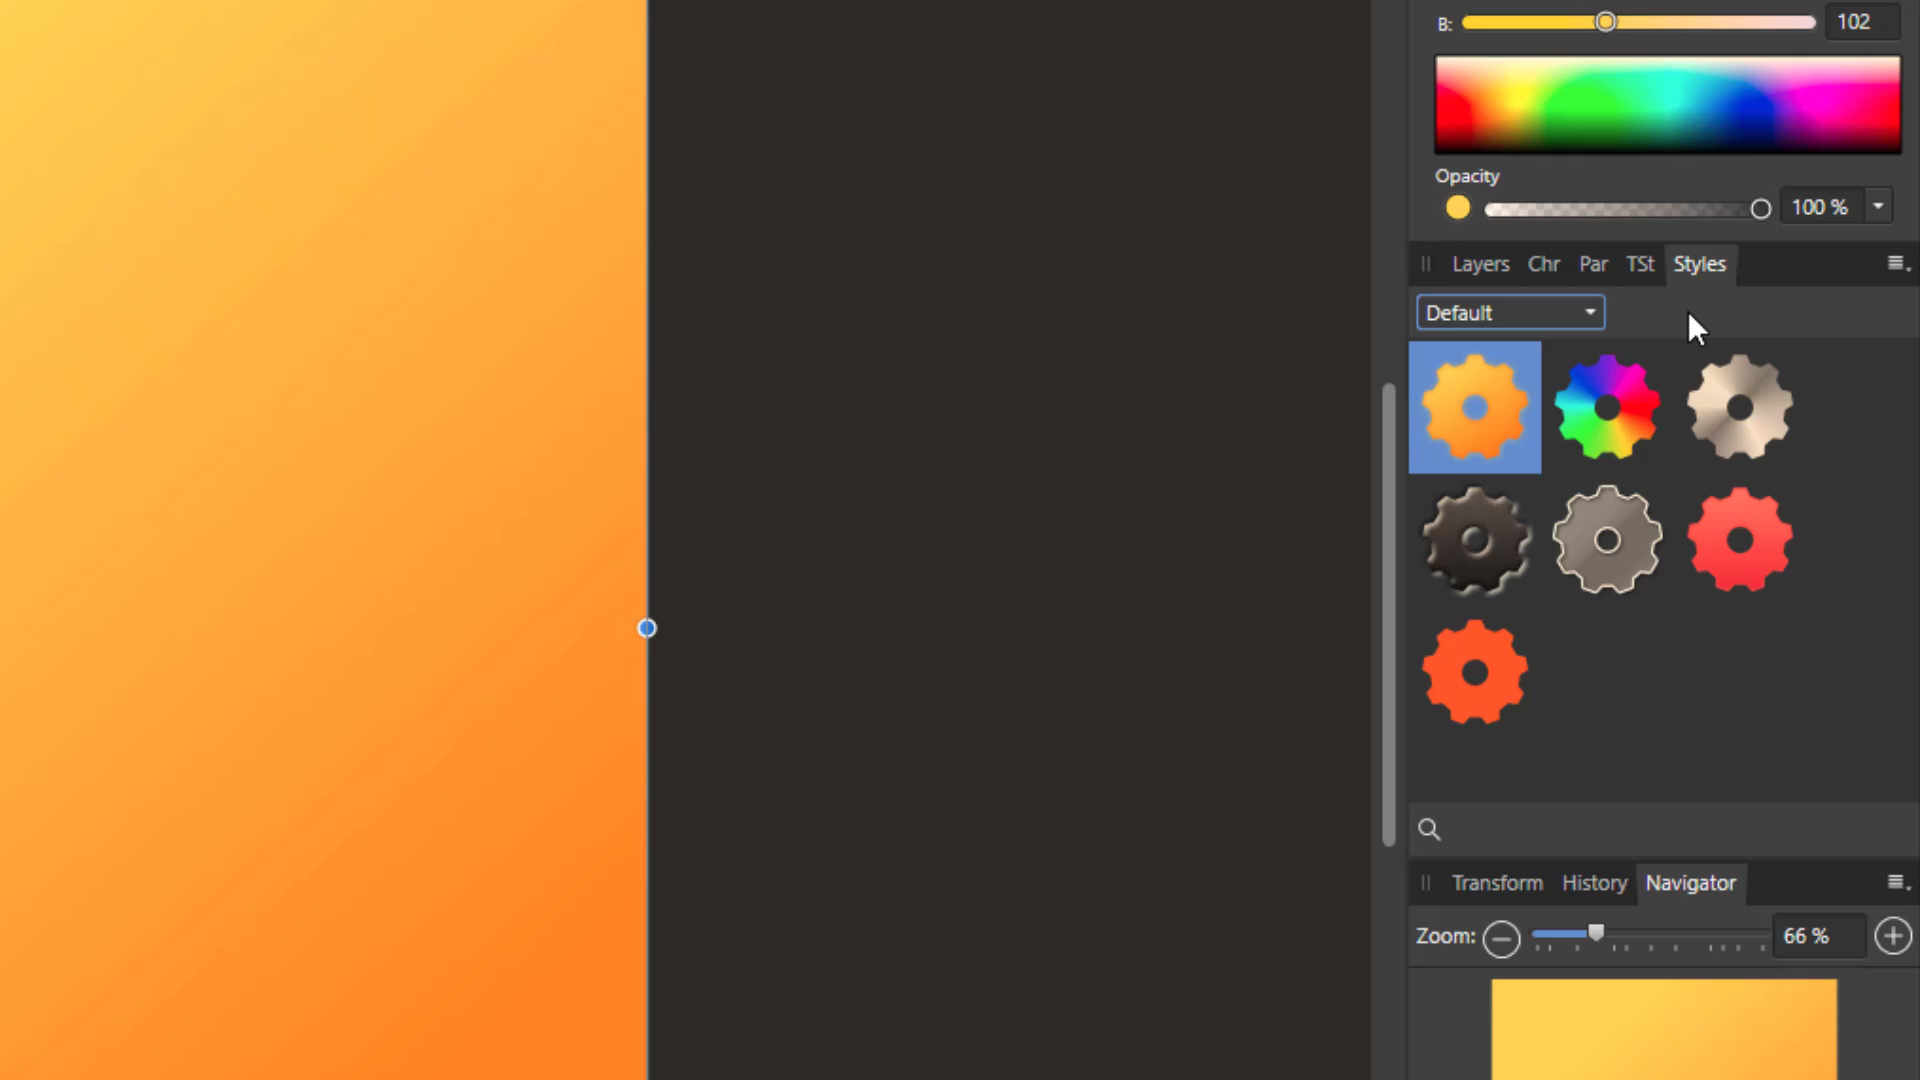 B: 102
Opacity
100 %
Layers Chr Par TSt Styles
Default
Transform History Navigator
Zoom: 66 %